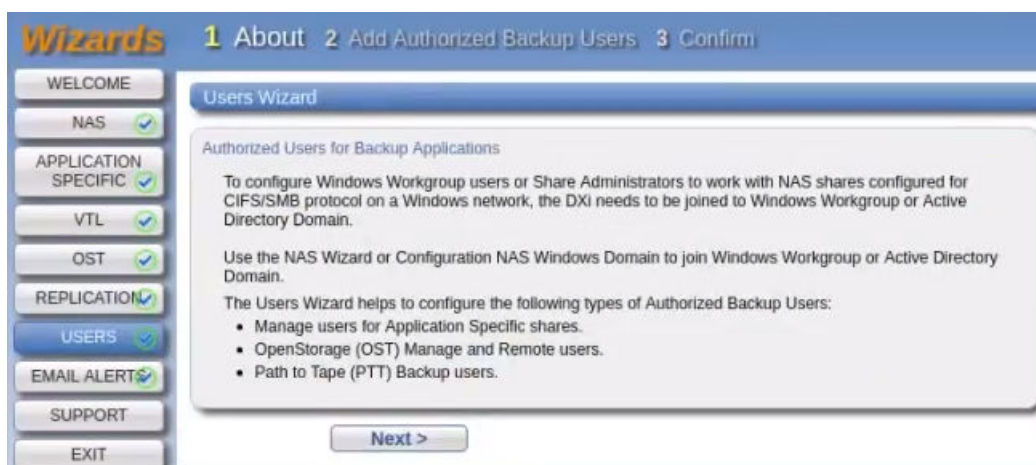 Wizards
1 About 2 Add Authorized Backup Users 3 Confirm
WELCOME
NAS
APPLICATION
SPECIFIC
VTL
OST
REPLICATION
USERS
EMAIL ALERTS
SUPPORT
EXIT
Users Wizard
Authorized Users for Backup Applications
To configure Windows Workgroup users or Share Administrators to work with NAS shares configured for
CIFS/SMB protocol on a Windows network, the DXi needs to be joined to Windows Workgroup or Active
Directory Domain.
Use the NAS Wizard or Configuration NAS Windows Domain to join Windows Workgroup or Active Directory
Domain.
The Users Wizard helps to configure the following types of Authorized Backup Users:
• Manage users for Application Specific shares.
• OpenStorage (OST) Manage and Remote users.
• Path to Tape (PTT) Backup users.
Next >